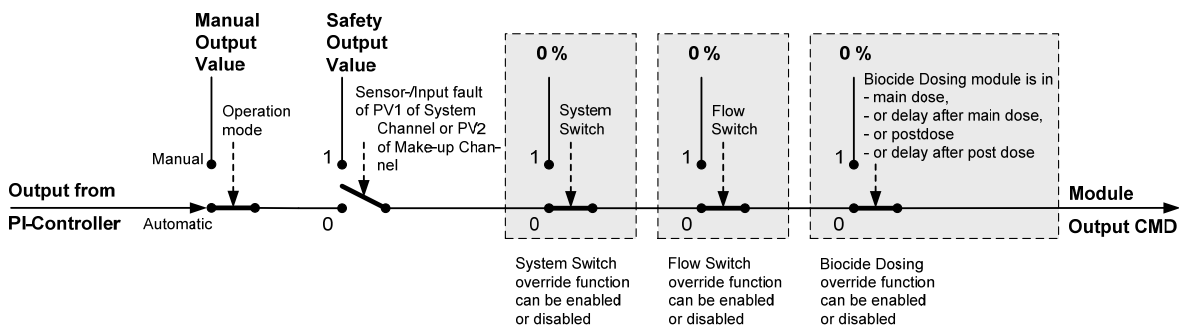 Manual
Output
Value
Safety
Output
Value
Operation
mode
Manual
Automatic
Output from
PI-Controller
Sensor-/Input fault
of PV1 of System
Channel or PV2
of Make-up Chan-
nel
1
0
0 %
System
Switch
1
0
System Switch
override function
can be enabled
or disabled
0 %
Flow
Switch
1
0
Flow Switch
override function
can be enabled
or disabled
0 %
Biocide Dosing module is in
- main dose,
- or delay after main dose,
- or postdose
- or delay after post dose
1
0
Biocide Dosing
override function
can be enabled
or disabled
Module
Output CMD